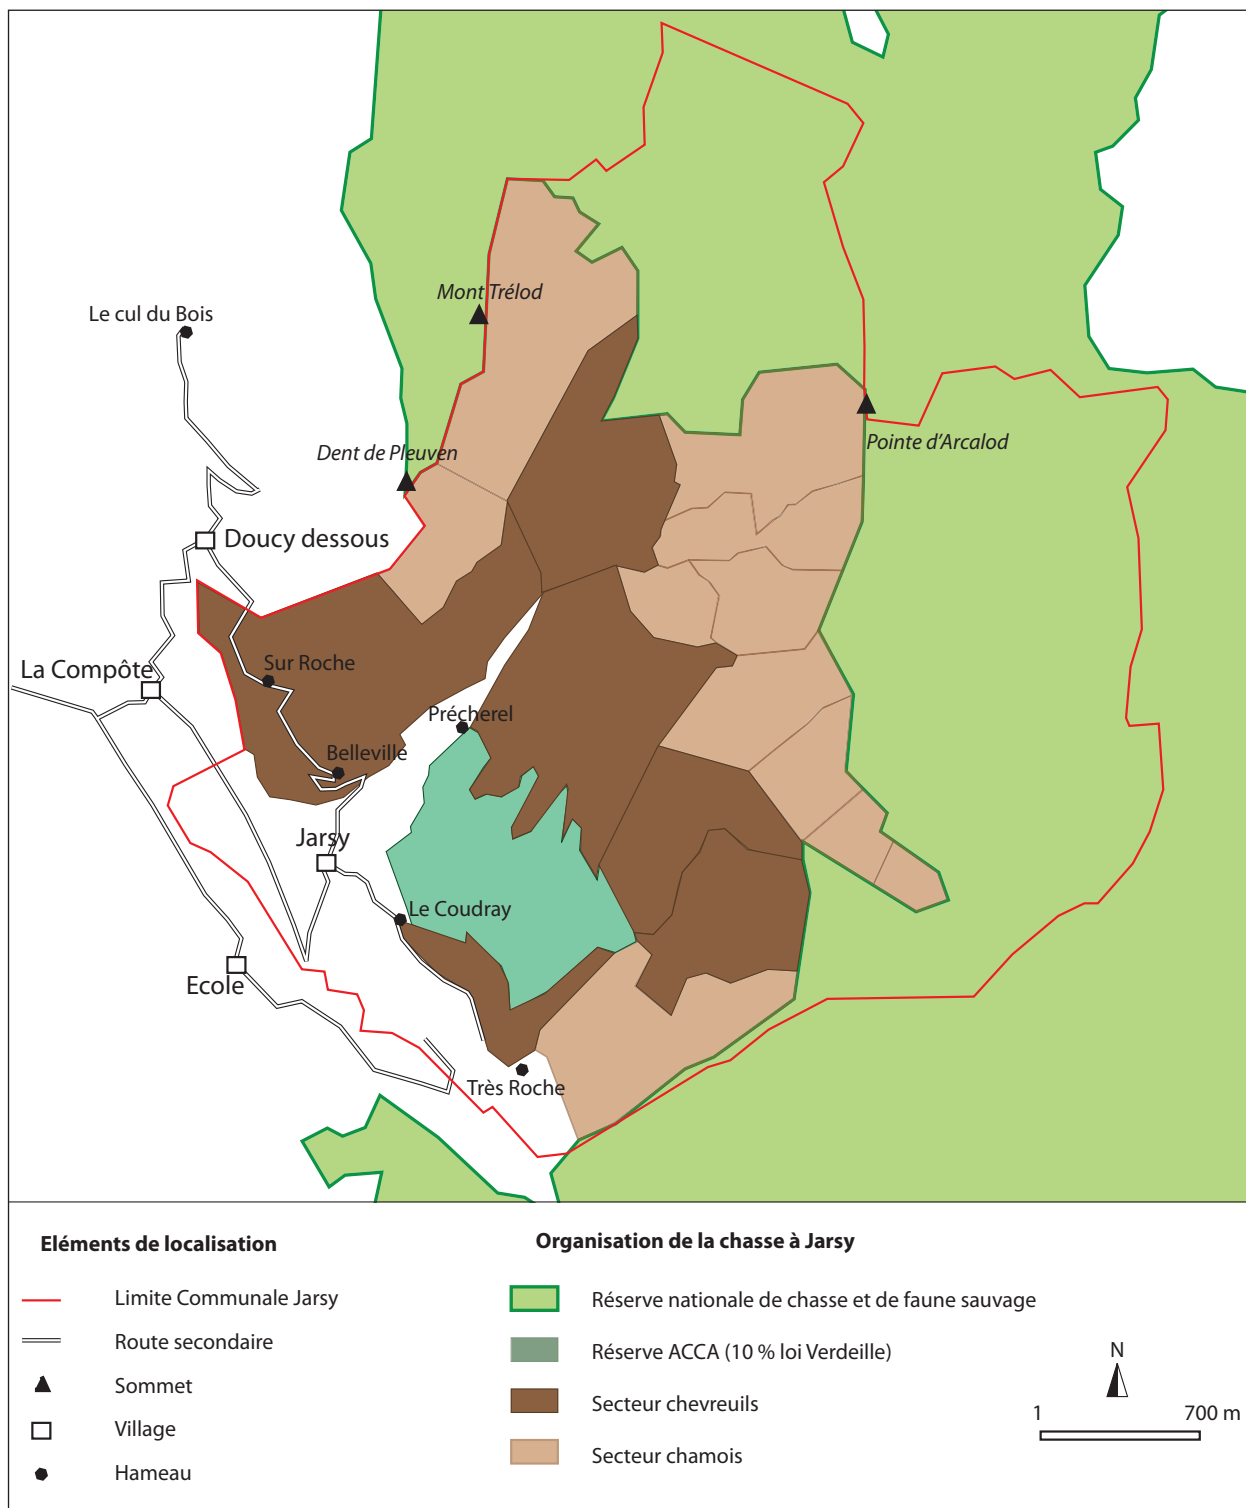 Mont Trélod
Le cul du Bois
Pointe d'Arcalod
Dent de Pleuven
Doucy dessous
Sur Roche
La Compôte
Précherel
Belleville
Jarsy
Le Coudray
Ecole
Très Roche
Eléments de localisation
Limite Communale Jarsy
Route secondaire
Sommet
Village
Hameau
Organisation de la chasse à Jarsy
Réserve nationale de chasse et de faune sauvage
Réserve ACCA (10 % loi Verdeille)
Secteur chevreuils
Secteur chamois
N
1 700 m